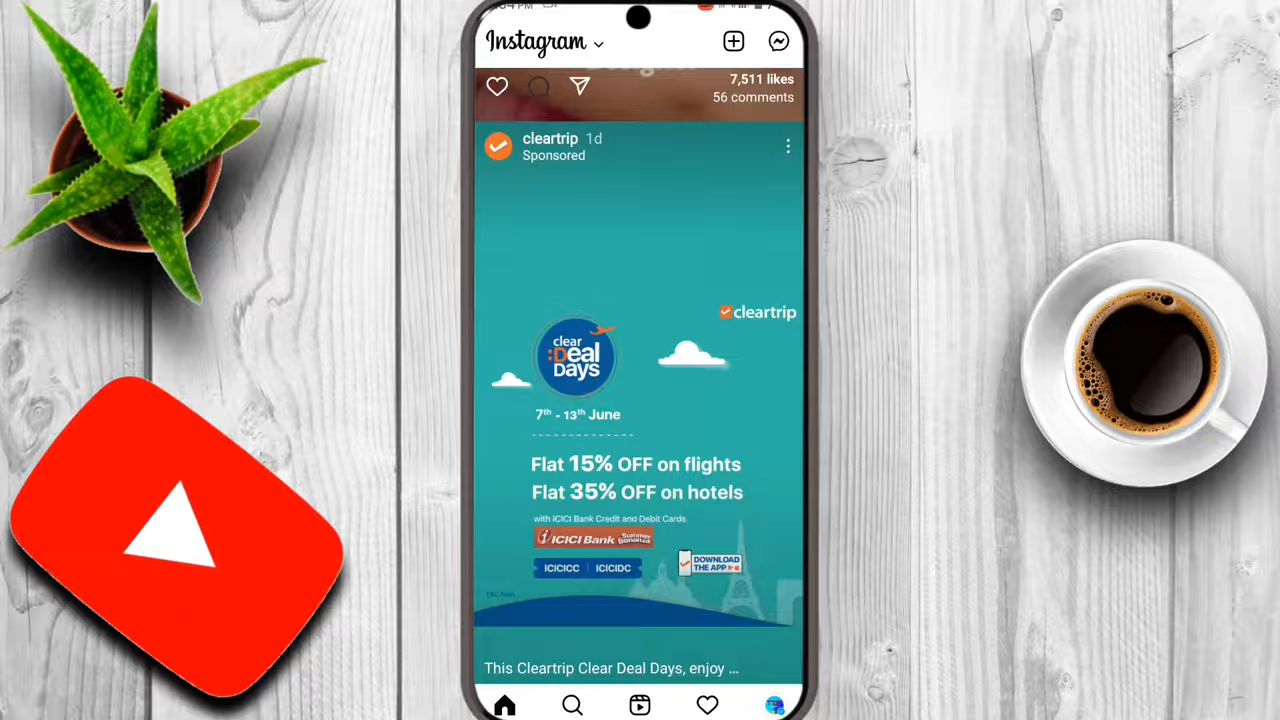 Instagram
7,511 likes
56 comments
cleartrip 1d
Sponsored
cleartrip
clear
:Deal
Days
7th - 13th June
Flat 15% OFF on flights
Flat 35% OFF on hotels
with ICICI Bank Credit and Debit Cards
ICICI Bank Summer Bonanza
ICICICC | ICICIDC
DOWNLOAD
THE APP
This Cleartrip Clear Deal Days, enjoy ...